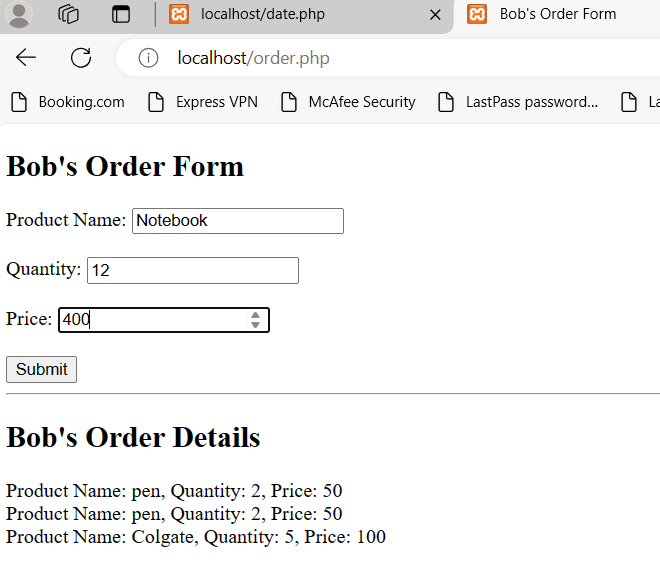 localhost/date.php
Bob's Order Form
localhost/order.php
Booking.com
Express VPN
McAfee Security
LastPass password...
Bob's Order Form
Product Name: Notebook
Quantity: 12
Price: 400
Submit
Bob's Order Details
Product Name: pen, Quantity: 2, Price: 50
Product Name: pen, Quantity: 2, Price: 50
Product Name: Colgate, Quantity: 5, Price: 100